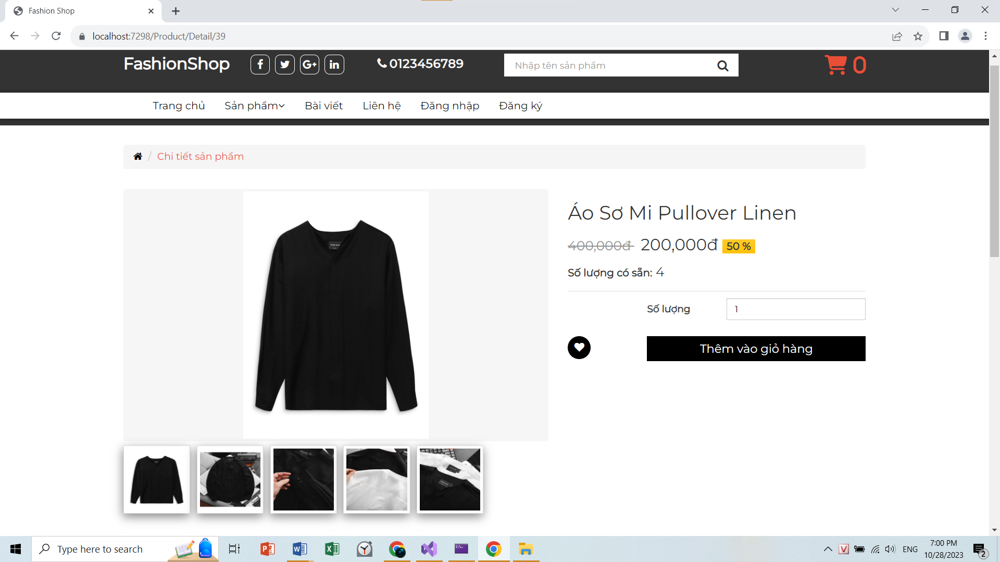 Fashion Shop
localhost:7298/Product/Detail/39
FashionShop
0123456789
Nhập tên sản phẩm
0
Trang chủ
Sản phẩm
Bài viết
Liên hệ
Đăng nhập
Đăng ký
/ Chi tiết sản phẩm
Áo Sơ Mi Pullover Linen
400,000đ 200,000đ 50 %
Số lượng có sẵn: 4
Số lượng
1
Thêm vào giỏ hàng
Type here to search
ENG
7:00 PM
10/28/2023
2